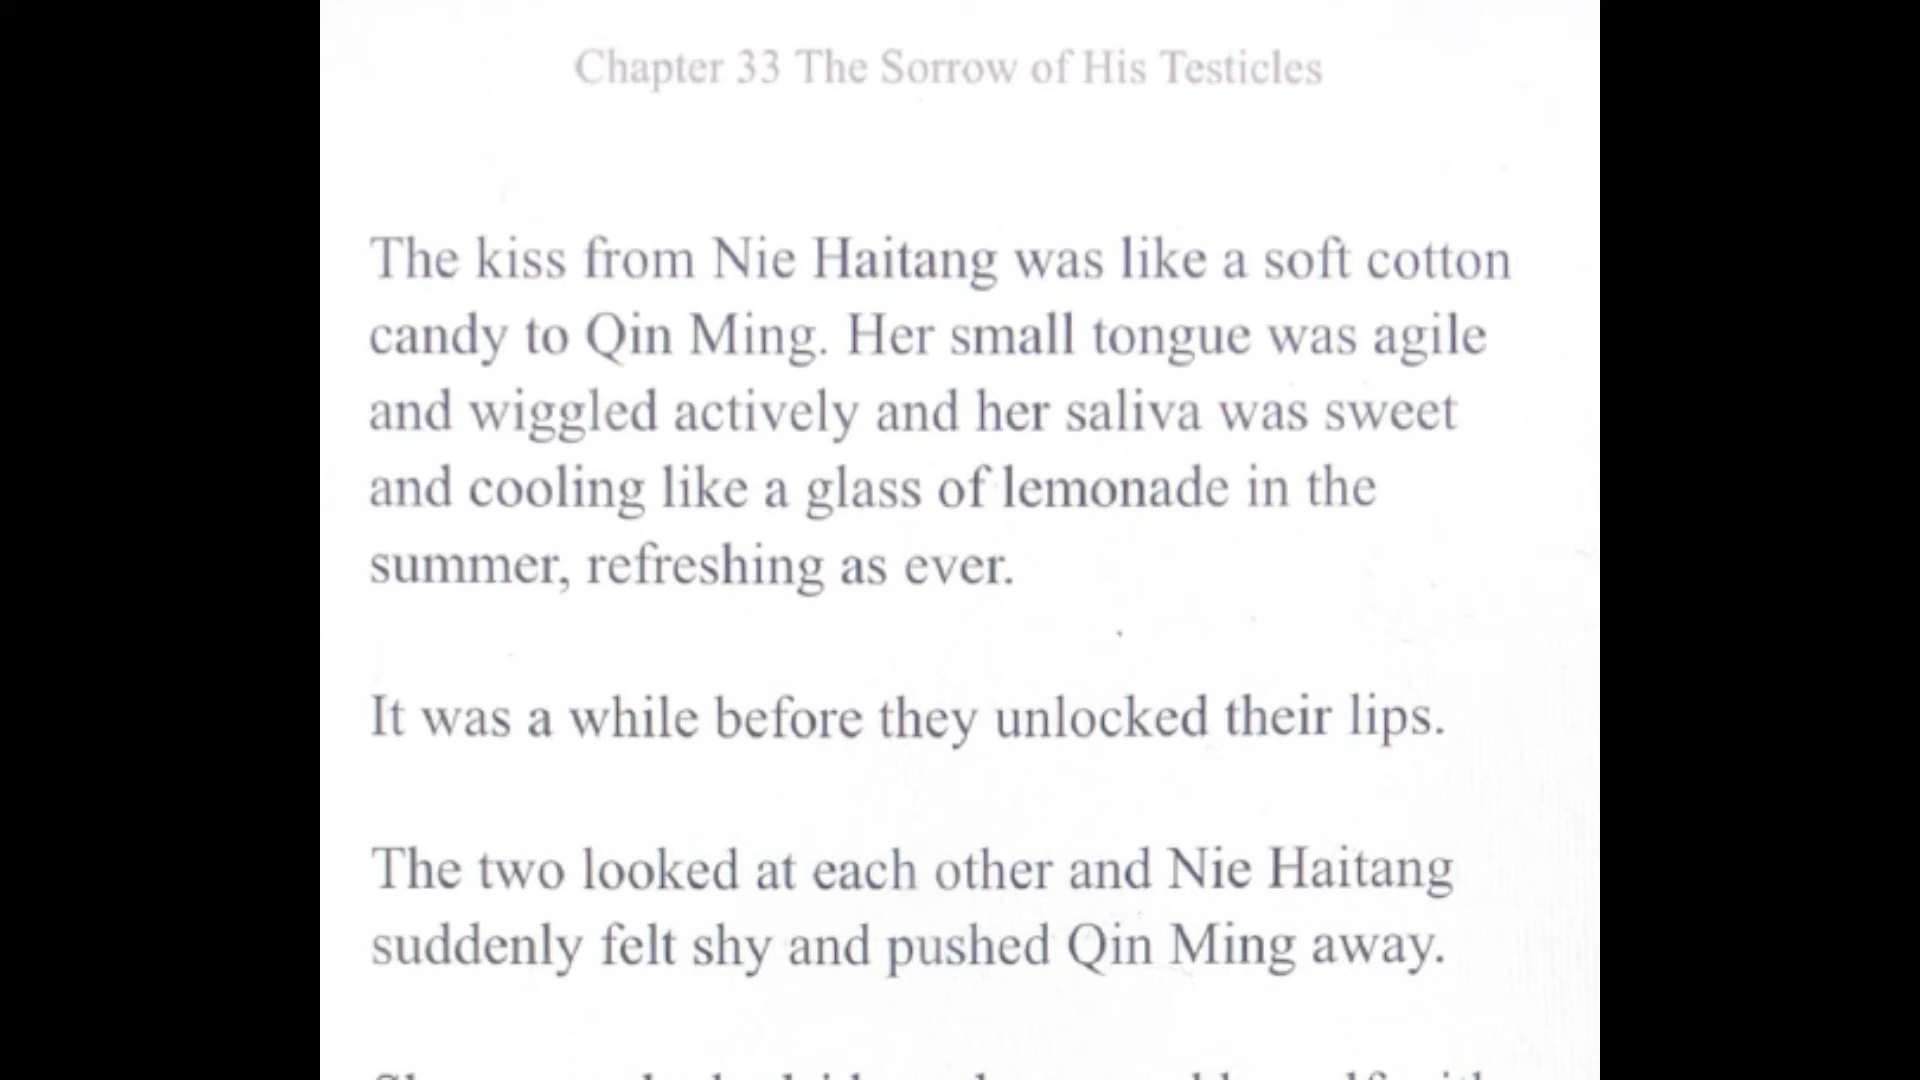 Chapter 33 The Sorrow of His Testicles
The kiss from Nie Haitang was like a soft cotton
candy to Qin Ming. Her small tongue was agile
and wiggled actively and her saliva was sweet
and cooling like a glass of lemonade in the
summer, refreshing as ever.
It was a while before they unlocked their lips.
The two looked at each other and Nie Haitang
suddenly felt shy and pushed Qin Ming away.